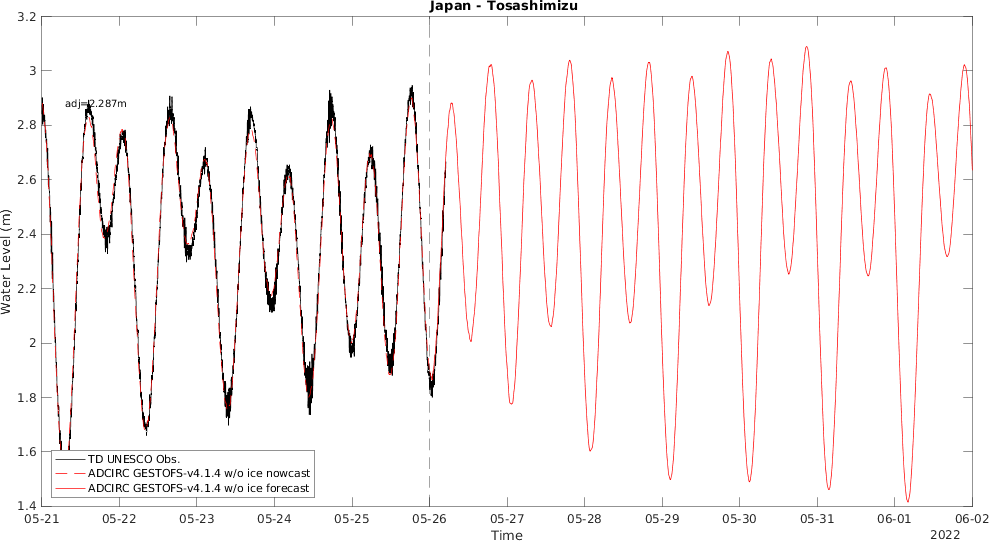 Japan - Tosashimizu
3.2
3
2.8
2.6
2.4
2.2
2
1.8
1.6
1.4
Water Level (m)
adj=2.287m
TD UNESCO Obs.
ADCIRC GESTOFS-v4.1.4 w/o ice nowcast
ADCIRC GESTOFS-v4.1.4 w/o ice forecast
05-21 05-22 05-23 05-24 05-25 05-26 05-27 05-28 05-29 05-30 05-31 06-01 06-02
Time
2022